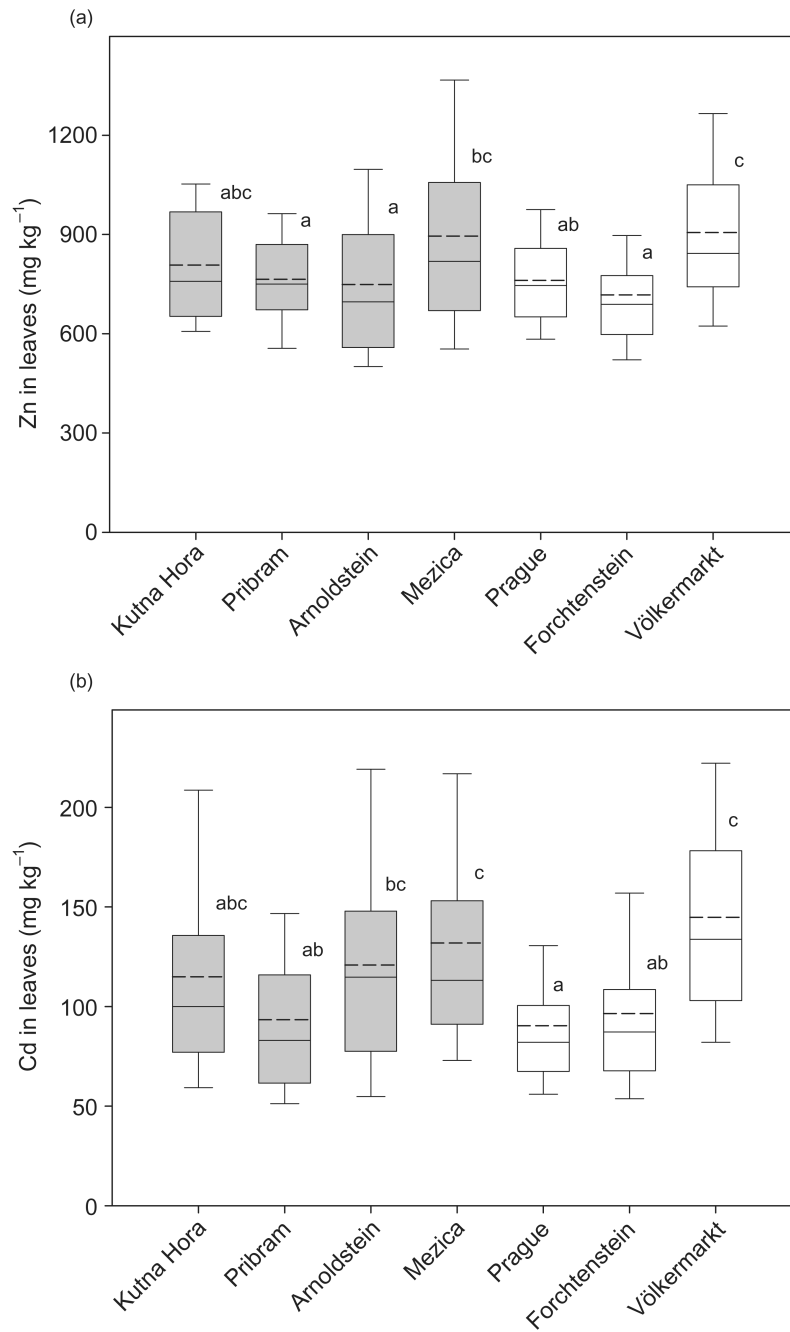 (a)
1200
900
600
300
0
Zn in leaves (mg kg⁻¹)
abc
a
a
bc
ab
a
c
Kutna Hora
Pribram
Arnoldstein
Mezica
Prague
Forchtenstein
Völkermarkt
(b)
200
150
100
50
0
Cd in leaves (mg kg⁻¹)
abc
ab
bc
c
a
ab
c
Kutna Hora
Pribram
Arnoldstein
Mezica
Prague
Forchtenstein
Völkermarkt